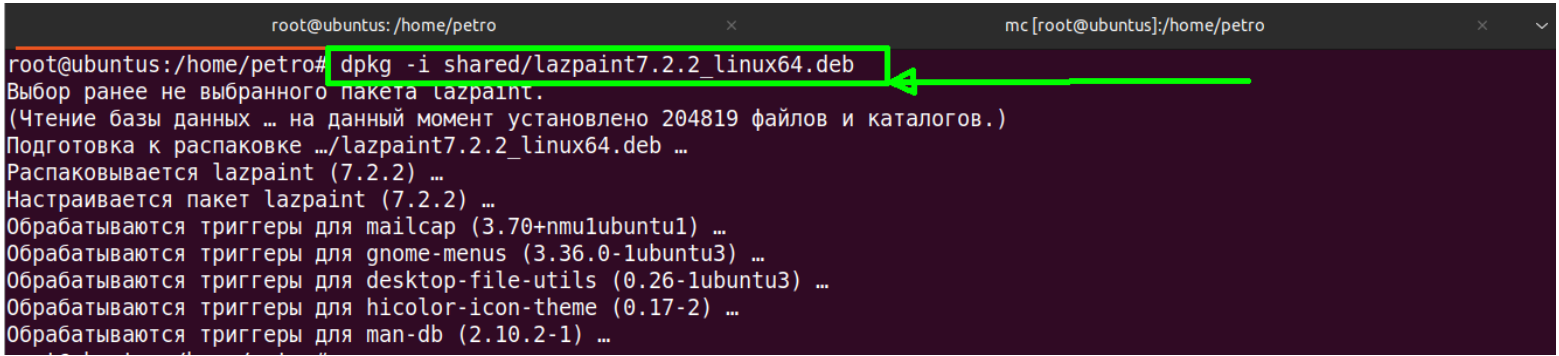 root@ubuntus: /home/petro × mc [root@ubuntus]:/home/petro ×
root@ubuntus:/home/petro# dpkg -i shared/lazpaint7.2.2_linux64.deb
Выбор ранее не выбранного пакета lazpaint.
(Чтение базы данных … на данный момент установлено 204819 файлов и каталогов.)
Подготовка к распаковке …/lazpaint7.2.2_linux64.deb …
Распаковывается lazpaint (7.2.2) …
Настраивается пакет lazpaint (7.2.2) …
Обрабатываются триггеры для mailcap (3.70+nmu1ubuntu1) …
Обрабатываются триггеры для gnome-menus (3.36.0-1ubuntu3) …
Обрабатываются триггеры для desktop-file-utils (0.26-1ubuntu3) …
Обрабатываются триггеры для hicolor-icon-theme (0.17-2) …
Обрабатываются триггеры для man-db (2.10.2-1) …